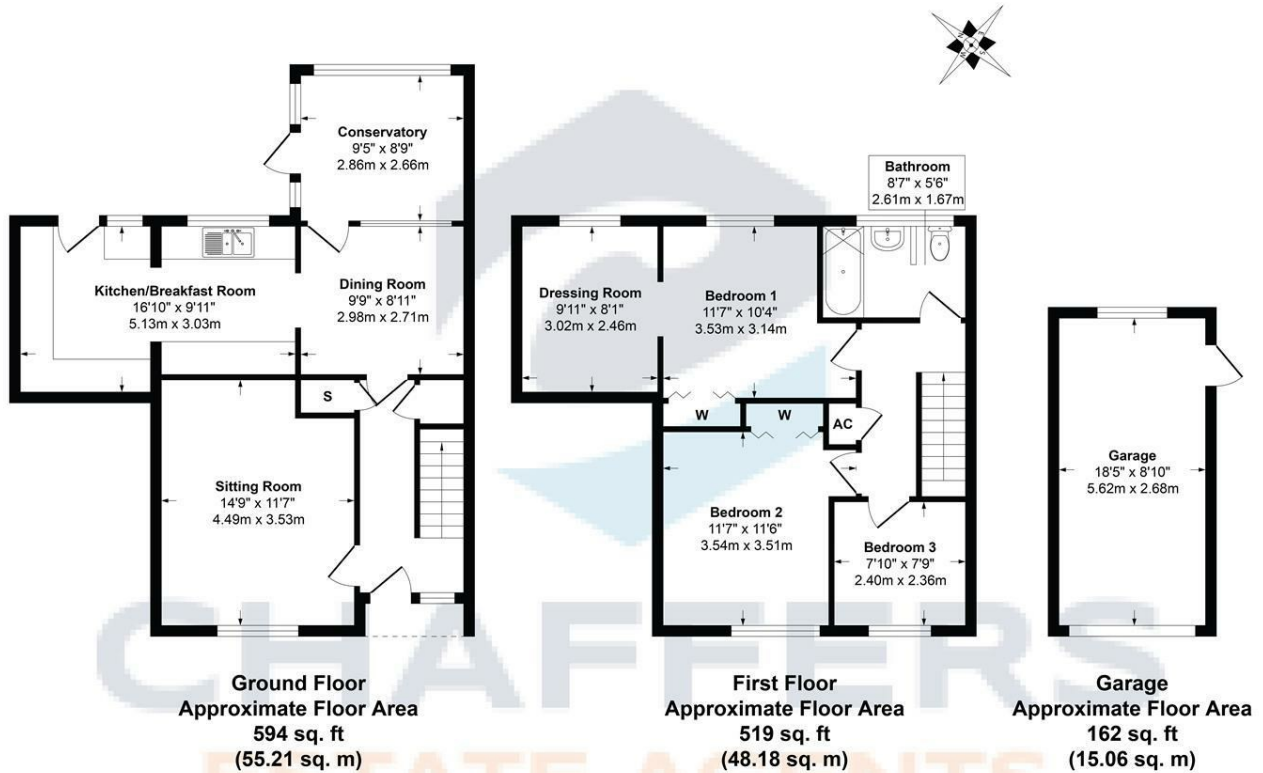 N
E
S
W
Conservatory
9'5" x 8'9"
2.86m x 2.66m
Kitchen/Breakfast Room
16'10" x 9'11"
5.13m x 3.03m
Dining Room
9'9" x 8'11"
2.98m x 2.71m
S
Sitting Room
14'9" x 11'7"
4.49m x 3.53m
Bathroom
8'7" x 5'6"
2.61m x 1.67m
Dressing Room
9'11" x 8'1"
3.02m x 2.46m
Bedroom 1
11'7" x 10'4"
3.53m x 3.14m
W
W
AC
Bedroom 2
11'7" x 11'6"
3.54m x 3.51m
Bedroom 3
7'10" x 7'9"
2.40m x 2.36m
Garage
18'5" x 8'10"
5.62m x 2.68m
CHAFFERS
ESTATE AGENTS
Ground Floor
Approximate Floor Area
594 sq. ft
(55.21 sq. m)
First Floor
Approximate Floor Area
519 sq. ft
(48.18 sq. m)
Garage
Approximate Floor Area
162 sq. ft
(15.06 sq. m)